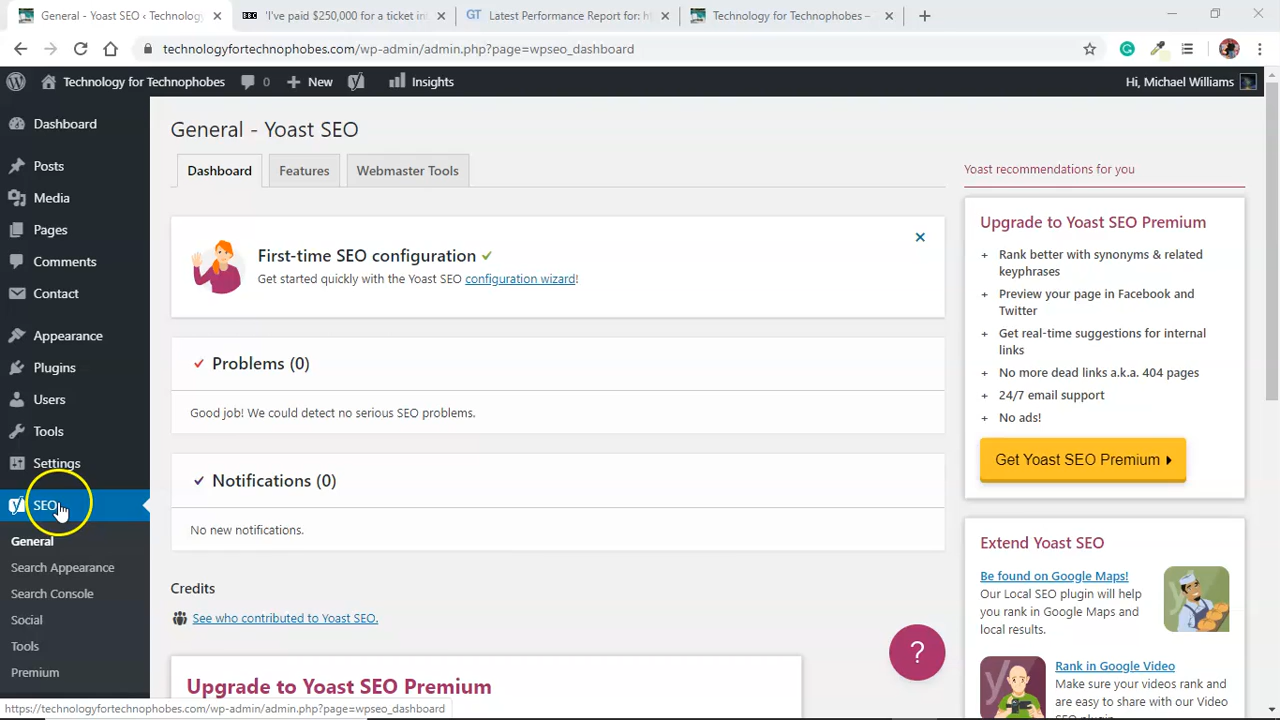 General - Yoast SEO ‹ Technology
'I've paid $250,000 for a ticket int
GT Latest Performance Report for: h
Technology for Technophobes –
technologyfortechnophobes.com/wp-admin/admin.php?page=wpseo_dashboard
Technology for Technophobes 0 New Insights Hi, Michael Williams
Dashboard
Posts
Media
Pages
Comments
Contact
Appearance
Plugins
Users
Tools
Settings
SEO
General
Search Appearance
Search Console
Social
Tools
Premium
General - Yoast SEO
Dashboard Features Webmaster Tools
First-time SEO configuration
Get started quickly with the Yoast SEO configuration wizard!
Problems (0)
Good job! We could detect no serious SEO problems.
Notifications (0)
No new notifications.
Credits
See who contributed to Yoast SEO.
Upgrade to Yoast SEO Premium
Yoast recommendations for you
Upgrade to Yoast SEO Premium
+ Rank better with synonyms & related
keyphrases
+ Preview your page in Facebook and
Twitter
+ Get real-time suggestions for internal
links
+ No more dead links a.k.a. 404 pages
+ 24/7 email support
+ No ads!
Get Yoast SEO Premium
Extend Yoast SEO
Be found on Google Maps!
Our Local SEO plugin will help
you rank in Google Maps and
local results.
Rank in Google Video
Make sure your videos rank and
are easy to share with our Video
?
https://technologyfortechnophobes.com/wp-admin/admin.php?page=wpseo_dashboard